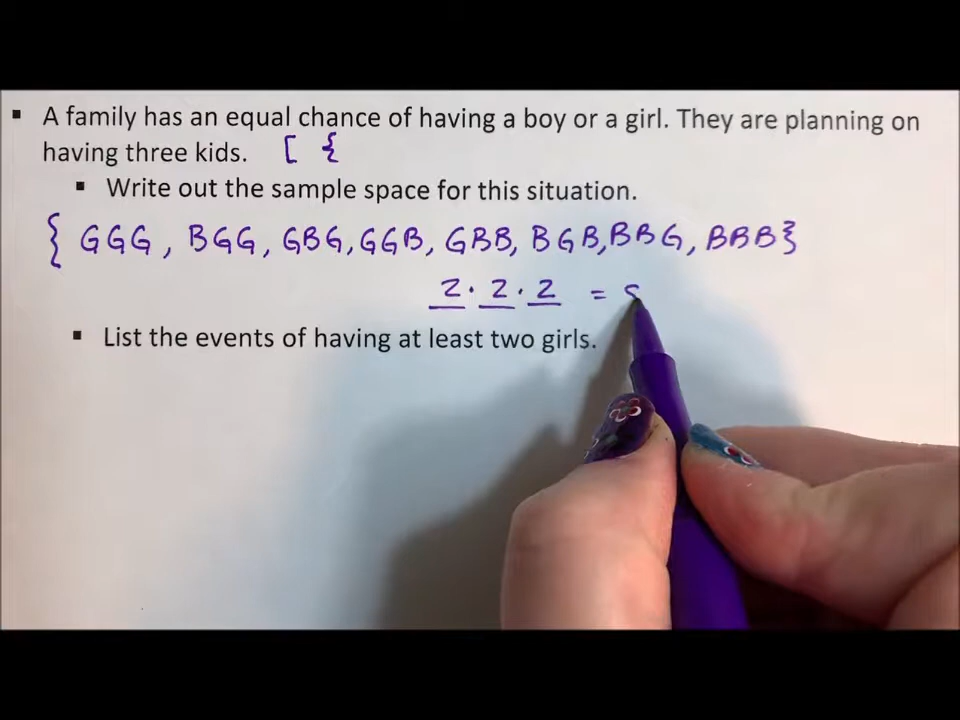 ▪ A family has an equal chance of having a boy or a girl. They are planning on
having three kids. [ {
▪ Write out the sample space for this situation.
{ GGG, BGG, GBG, GGB, GBB, BGB, BBG, BBB}
2 · 2 · 2 =
▪ List the events of having at least two girls.